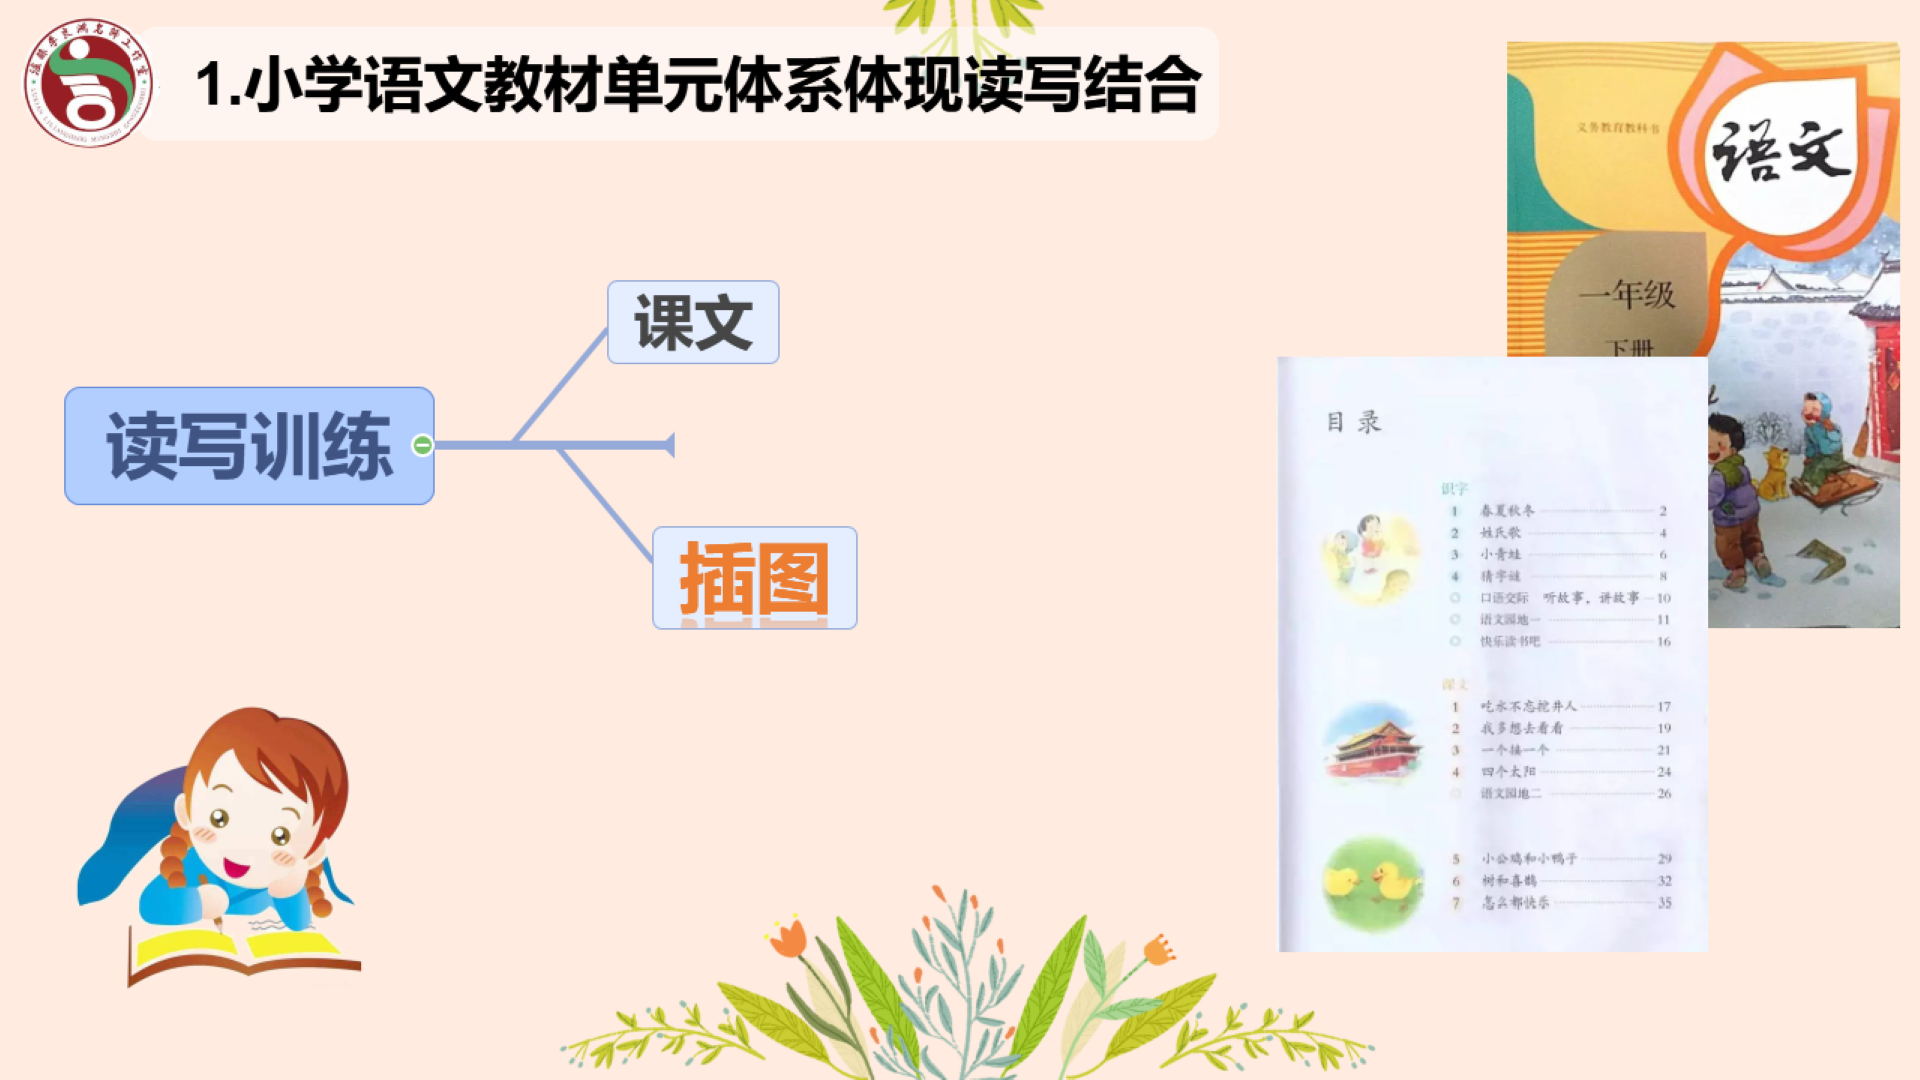 1.小学语文教材单元体系体现读写结合
读写训练
课文
插图
义务教育教科书
语文
一年级
下册
目录
识字
1 春夏秋冬 2
2 姓氏歌 4
3 小青蛙 6
4 猜字谜 8
口语交际 听故事，讲故事 10
语文园地一 11
快乐读书吧 16
课文
1 吃水不忘挖井人 17
2 我多想去看看 19
3 一个接一个 21
4 四个太阳 24
语文园地二 26
5 小公鸡和小鸭子 29
6 树和喜鹊 32
7 怎么都快乐 35